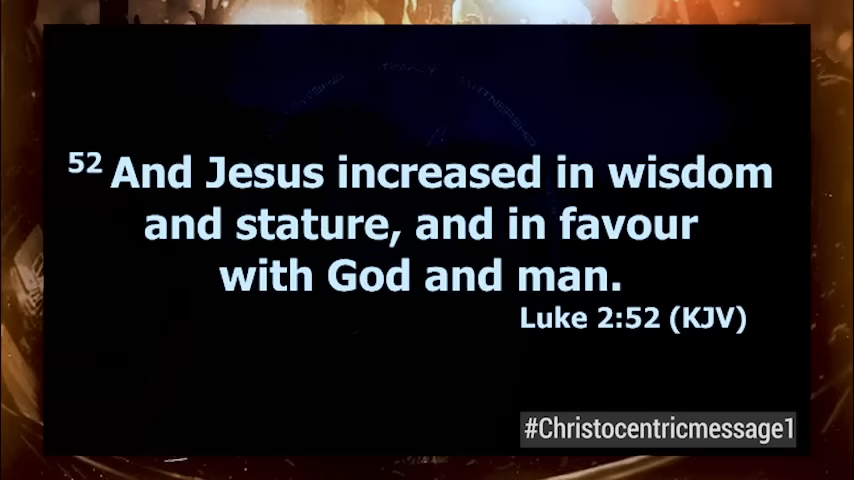 52 And Jesus increased in wisdom
and stature, and in favour
with God and man.
Luke 2:52 (KJV)
#Christocentricmessage1